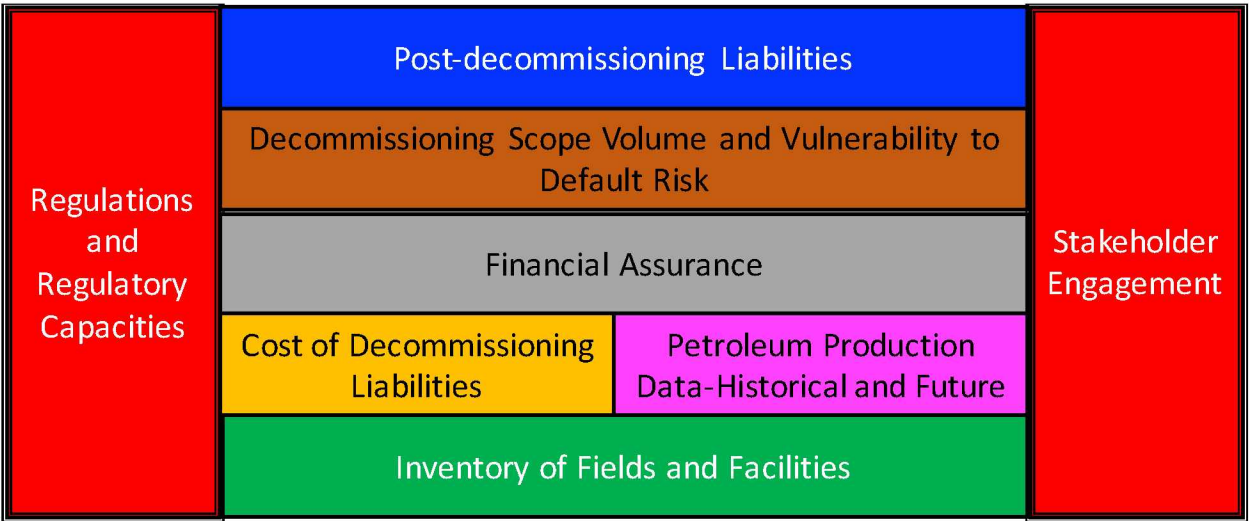 Regulations
and
Regulatory
Capacities
Post-decommissioning Liabilities
Decommissioning Scope Volume and Vulnerability to
Default Risk
Financial Assurance
Cost of Decommissioning
Liabilities
Petroleum Production
Data-Historical and Future
Inventory of Fields and Facilities
Stakeholder
Engagement